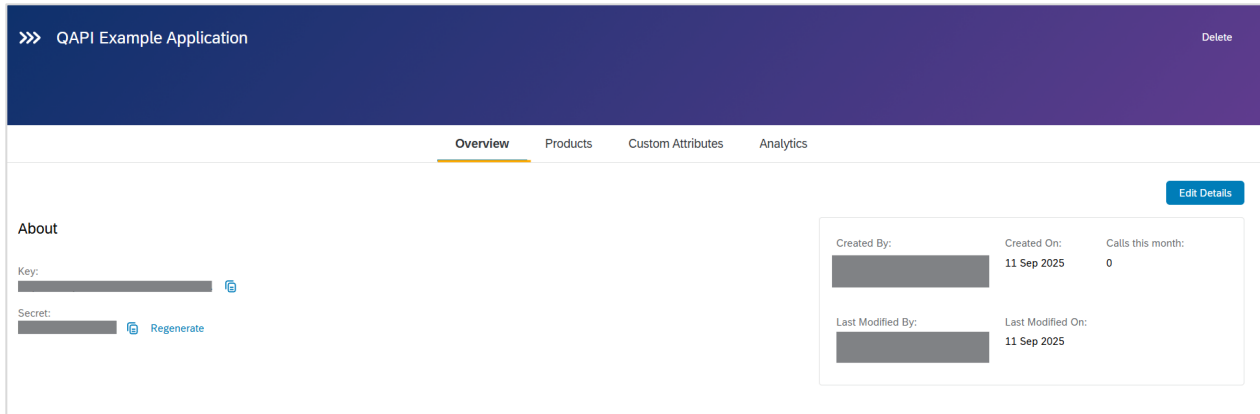 QAPI Example Application
Delete
Overview Products Custom Attributes Analytics
Edit Details
About
Key:
Secret:
Regenerate
Created By:
Created On:
11 Sep 2025
Calls this month:
0
Last Modified By:
Last Modified On:
11 Sep 2025